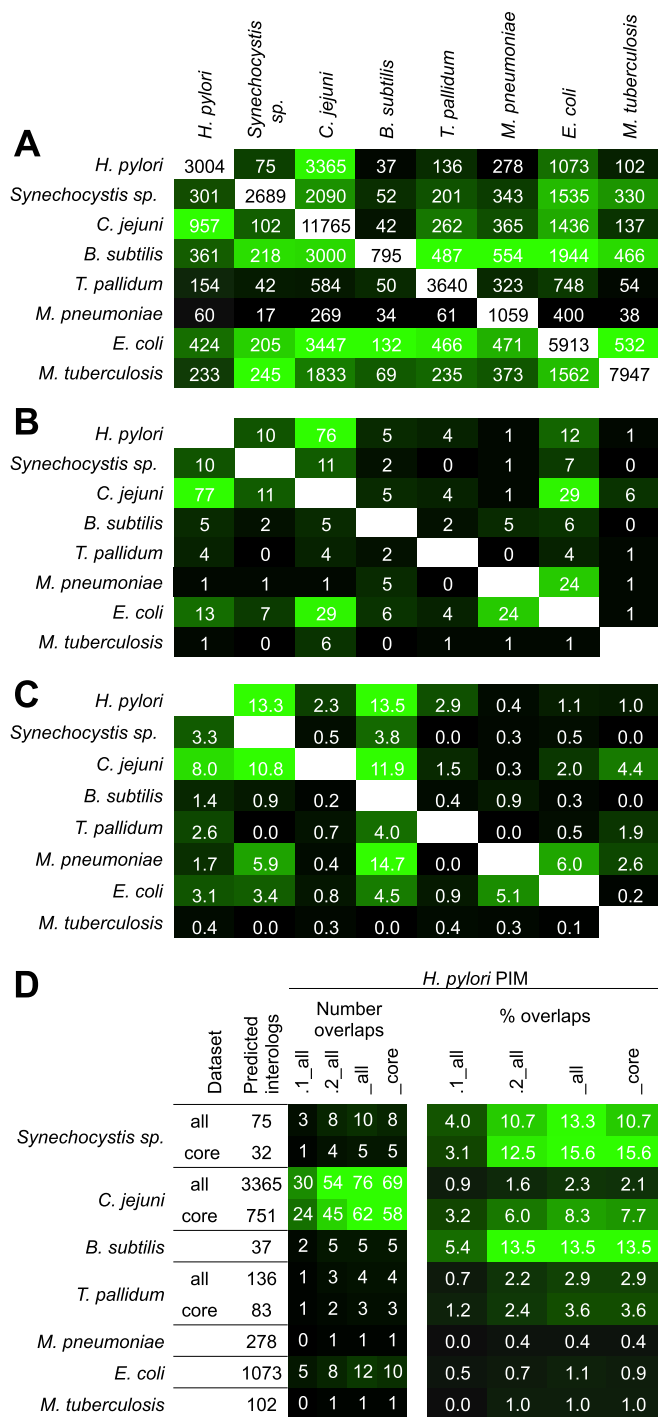 H. pylori
Synechocystis sp.
C. jejuni
B. subtilis
T. pallidum
M. pneumoniae
E. coli
M. tuberculosis
A
H. pylori 3004 75 3365 37 136 278 1073 102
Synechocystis sp. 301 2689 2090 52 201 343 1535 330
C. jejuni 957 102 11765 42 262 365 1436 137
B. subtilis 361 218 3000 795 487 554 1944 466
T. pallidum 154 42 584 50 3640 323 748 54
M. pneumoniae 60 17 269 34 61 1059 400 38
E. coli 424 205 3447 132 466 471 5913 532
M. tuberculosis 233 245 1833 69 235 373 1562 7947
B
H. pylori 10 76 5 4 1 12 1
Synechocystis sp. 10 11 2 0 1 7 0
C. jejuni 77 11 5 4 1 29 6
B. subtilis 5 2 5 2 5 6 0
T. pallidum 4 0 4 2 0 4 1
M. pneumoniae 1 1 1 5 0 24 1
E. coli 13 7 29 6 4 24 1
M. tuberculosis 1 0 6 0 1 1 1
C
H. pylori 13.3 2.3 13.5 2.9 0.4 1.1 1.0
Synechocystis sp. 3.3 0.5 3.8 0.0 0.3 0.5 0.0
C. jejuni 8.0 10.8 11.9 1.5 0.3 2.0 4.4
B. subtilis 1.4 0.9 0.2 0.4 0.9 0.3 0.0
T. pallidum 2.6 0.0 0.7 4.0 0.0 0.5 1.9
M. pneumoniae 1.7 5.9 0.4 14.7 0.0 6.0 2.6
E. coli 3.1 3.4 0.8 4.5 0.9 5.1 0.2
M. tuberculosis 0.4 0.0 0.3 0.0 0.4 0.3 0.1
D
H. pylori PIM
Number overlaps
% overlaps
Dataset
Predicted interologs
.1_all
.2_all
_all
_core
.1_all
.2_all
_all
_core
Synechocystis sp.
all 75 3 8 10 8 4.0 10.7 13.3 10.7
core 32 1 4 5 5 3.1 12.5 15.6 15.6
C. jejuni
all 3365 30 54 76 69 0.9 1.6 2.3 2.1
core 751 24 45 62 58 3.2 6.0 8.3 7.7
B. subtilis 37 2 5 5 5 5.4 13.5 13.5 13.5
T. pallidum
all 136 1 3 4 4 0.7 2.2 2.9 2.9
core 83 1 2 3 3 1.2 2.4 3.6 3.6
M. pneumoniae 278 0 1 1 1 0.0 0.4 0.4 0.4
E. coli 1073 5 8 12 10 0.5 0.7 1.1 0.9
M. tuberculosis 102 0 1 1 1 0.0 1.0 1.0 1.0